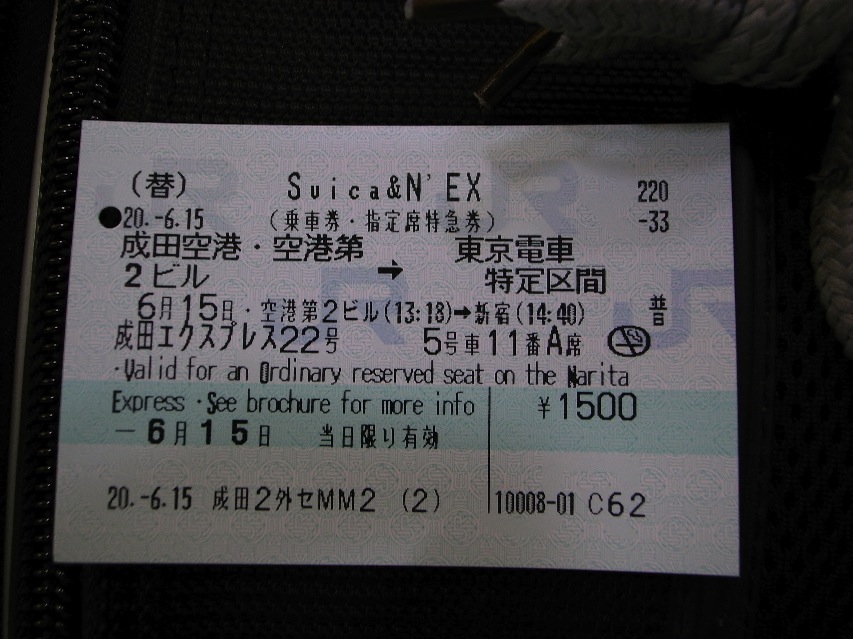 （替） Suica&N'EX 220
●20.-6.15 （乗車券・指定席特急券） -33
成田空港・空港第 東京電車
2ビル → 特定区間
6月15日・空港第2ビル(13:18)→新宿(14:40) 普
成田エクスプレス22号 5号車11番A席
・Valid for an Ordinary reserved seat on the Narita
Express ・See brochure for more info ¥1500
－6月15日 当日限り有効
20.-6.15 成田2外セMM2 （2） 10008-01 C62
JR JR JR JR